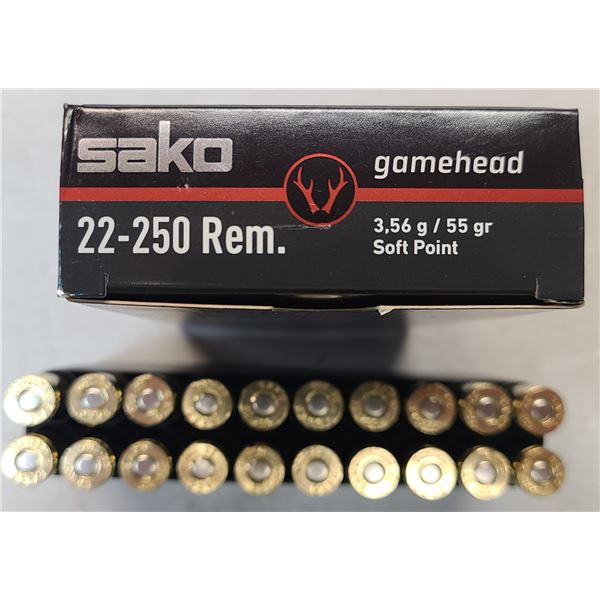 sako
gamehead
22-250 Rem.
3,56 g / 55 gr
Soft Point